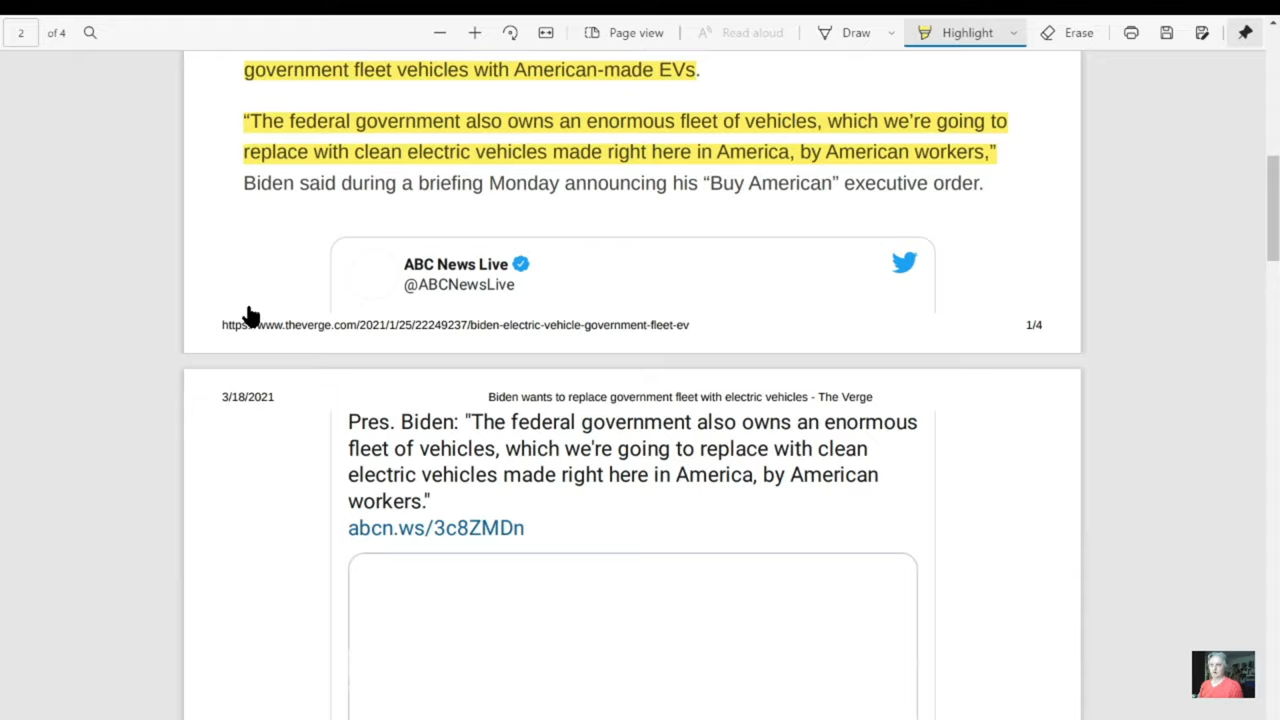 2 of 4 Page view Read aloud Draw Highlight Erase
government fleet vehicles with American-made EVs.
“The federal government also owns an enormous fleet of vehicles, which we’re going to
replace with clean electric vehicles made right here in America, by American workers,”
Biden said during a briefing Monday announcing his “Buy American” executive order.
ABC News Live
@ABCNewsLive
https://www.theverge.com/2021/1/25/22249237/biden-electric-vehicle-government-fleet-ev 1/4
3/18/2021 Biden wants to replace government fleet with electric vehicles - The Verge
Pres. Biden: "The federal government also owns an enormous
fleet of vehicles, which we're going to replace with clean
electric vehicles made right here in America, by American
workers."
abcn.ws/3c8ZMDn